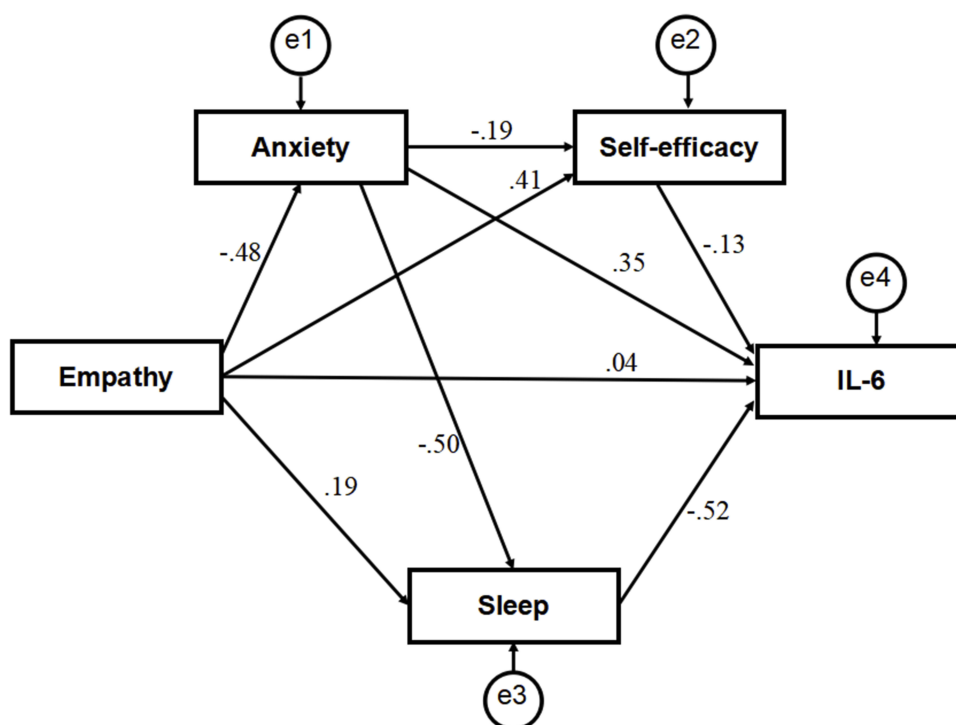 e1
e2
Anxiety
-.19
Self-efficacy
.41
-.48
.35
-.13
e4
Empathy
.04
IL-6
-.50
.19
-.52
Sleep
e3